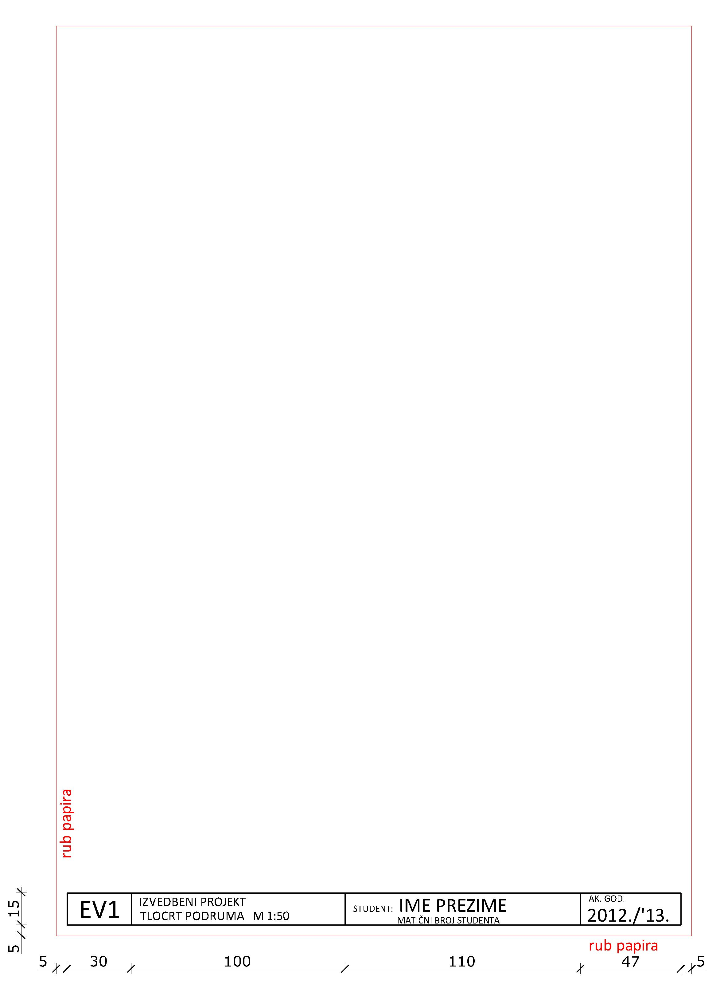 rub papira
EV1
IZVEDBENI PROJEKT
TLOCRT PODRUMA M 1:50
STUDENT: IME PREZIME
MATIČNI BROJ STUDENTA
AK. GOD.
2012./'13.
15
5
rub papira
5 30 100 110 47 5